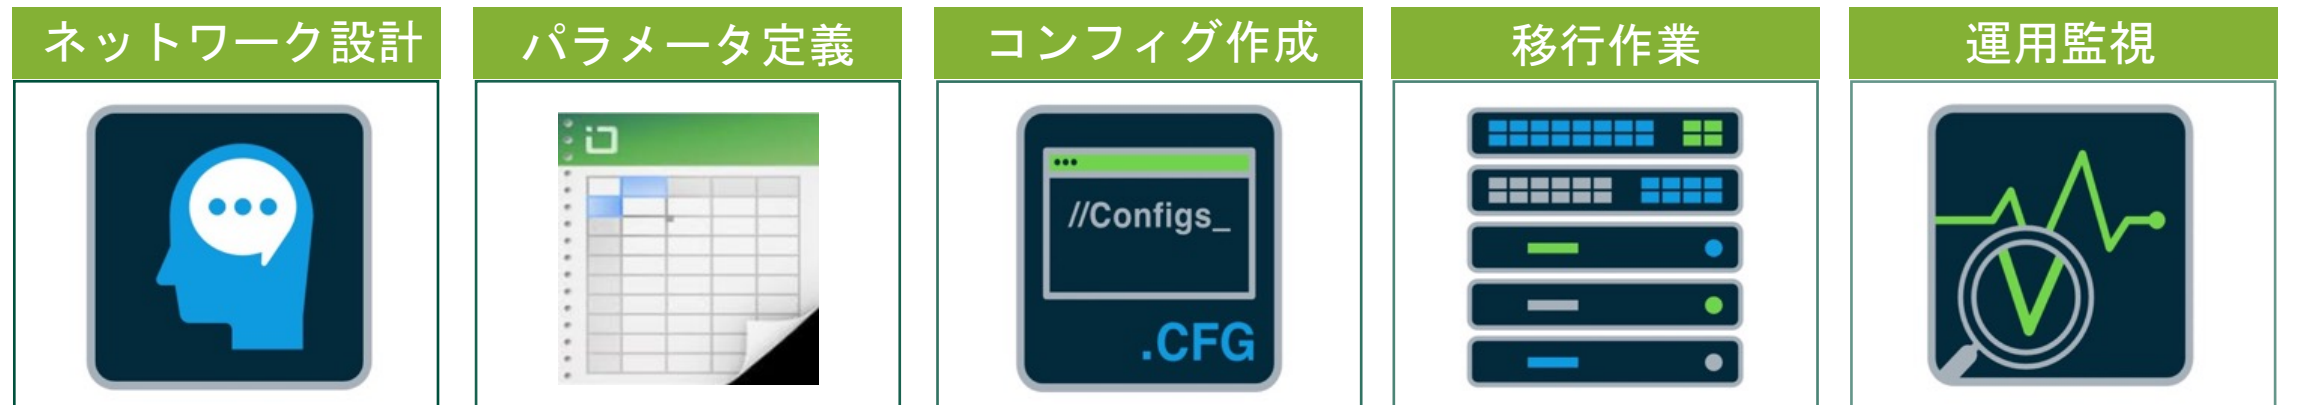 ネットワーク設計
パラメータ定義
コンフィグ作成
移行作業
運用監視
//Configs_
.CFG